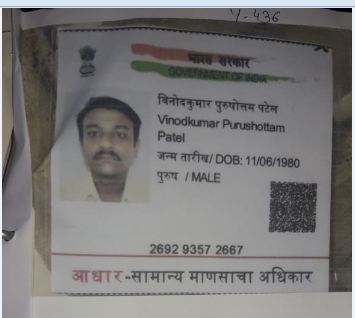 Y-436
भारत सरकार
GOVERNMENT OF INDIA
विनोदकुमार पुरुषोत्तम पटेल
Vinodkumar Purushottam
Patel
जन्म तारीख/ DOB: 11/06/1980
पुरुष / MALE
2692 9357 2667
आधार-सामान्य माणसाचा अधिकार